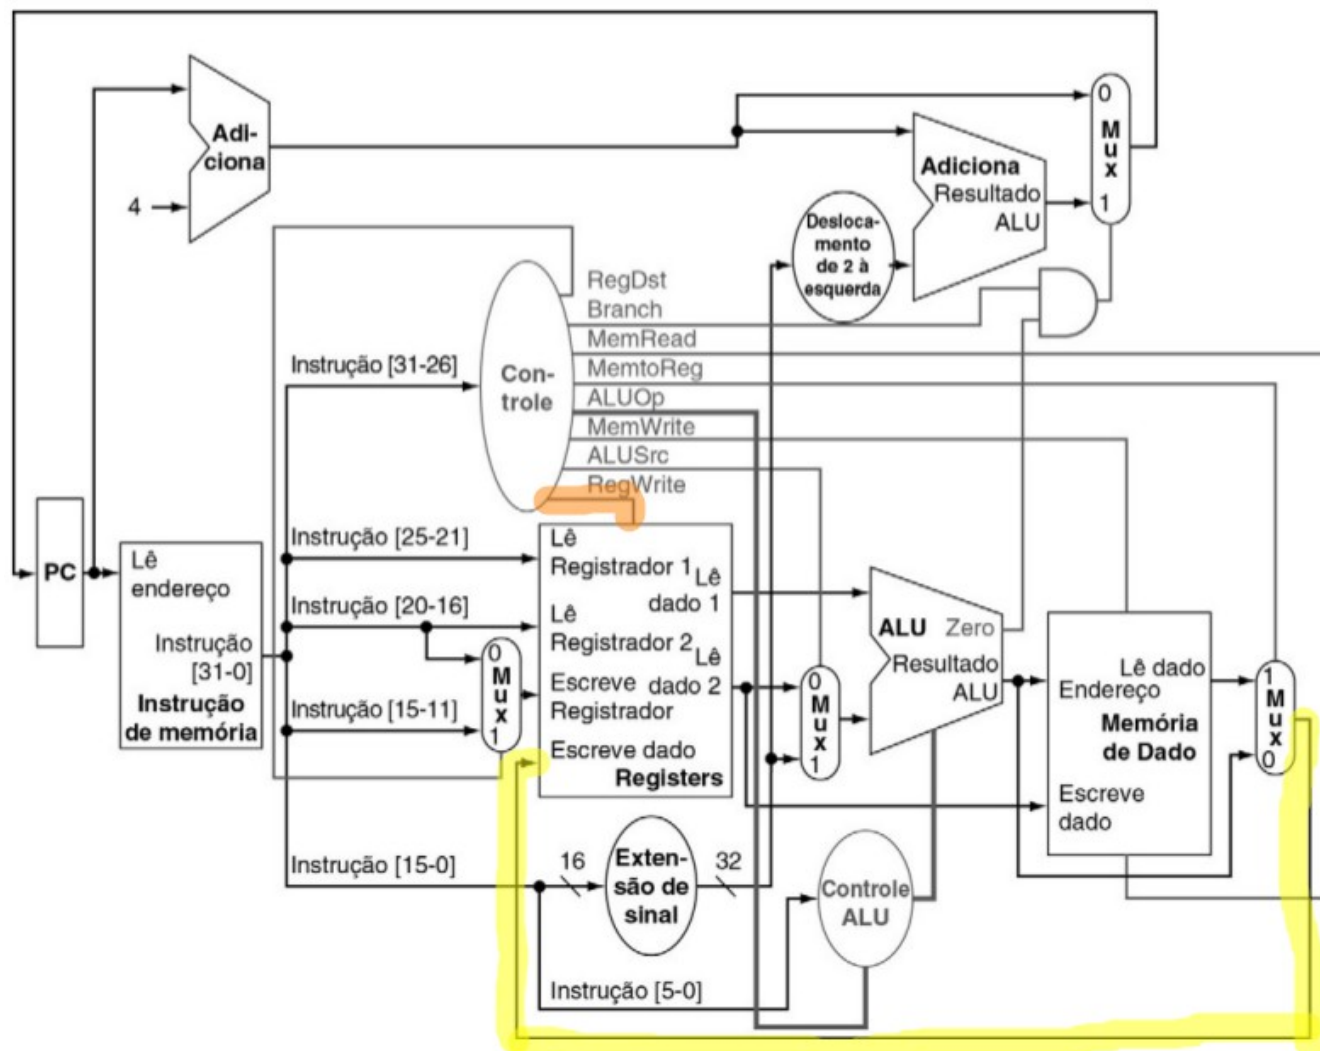 Adi-
ciona
4
0
Mux
1
Adiciona
Resultado
ALU
Desloca-
mento
de 2 à
esquerda
RegDst
Branch
MemRead
MemtoReg
ALUOp
MemWrite
ALUSrc
RegWrite
Con-
trole
Instrução [31-26]
PC
Lê
endereço
Instrução
[31-0]
Instrução
de memória
Instrução [25-21]
Instrução [20-16]
Instrução [15-11]
0
Mux
1
Lê
Registrador 1
Lê
dado 1
Lê
Registrador 2
Lê
dado 2
Escreve
Registrador
Escreve dado
Registers
0
Mux
1
ALU
Zero
Resultado
ALU
Lê dado
Endereço
Memória
de Dado
Escreve
dado
1
Mux
0
Instrução [15-0]
16
Exten-
são de
sinal
32
Controle
ALU
Instrução [5-0]